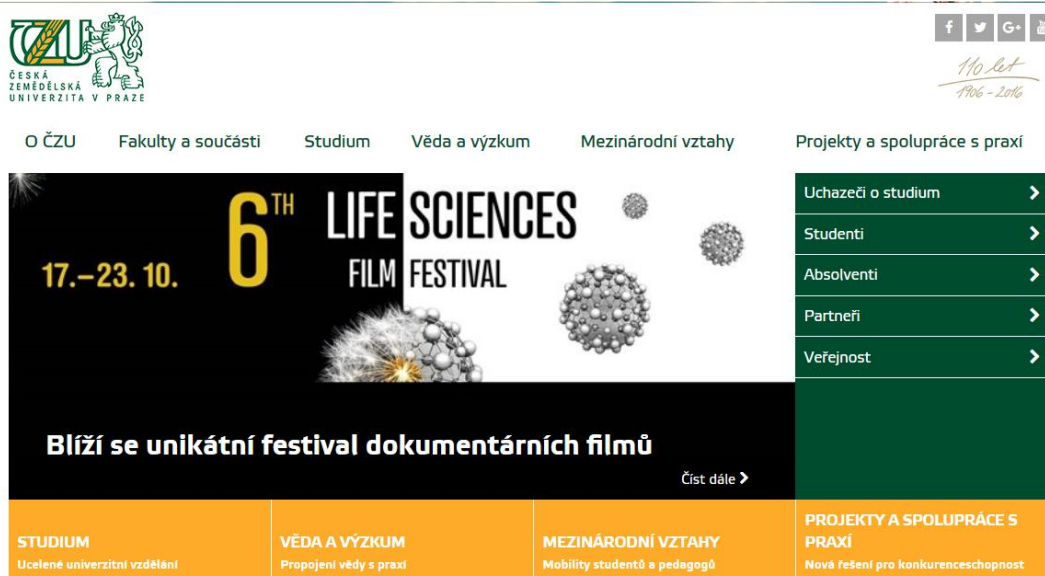 ČZU
ČESKÁ
ZEMĚDĚLSKÁ
UNIVERZITA V PRAZE
110 let
1906 - 2016
O ČZU Fakulty a součásti Studium Věda a výzkum Mezinárodní vztahy Projekty a spolupráce s praxí
6TH LIFE SCIENCES
FILM FESTIVAL
17.–23. 10.
Blíží se unikátní festival dokumentárních filmů
Číst dále
Uchazeči o studium
Studenti
Absolventi
Partneři
Veřejnost
STUDIUM
Ucelené univerzitní vzdělání
VĚDA A VÝZKUM
Propojení vědy s praxí
MEZINÁRODNÍ VZTAHY
Mobility studentů a pedagogů
PROJEKTY A SPOLUPRÁCE S
PRAXÍ
Nová řešení pro konkurenceschopnost